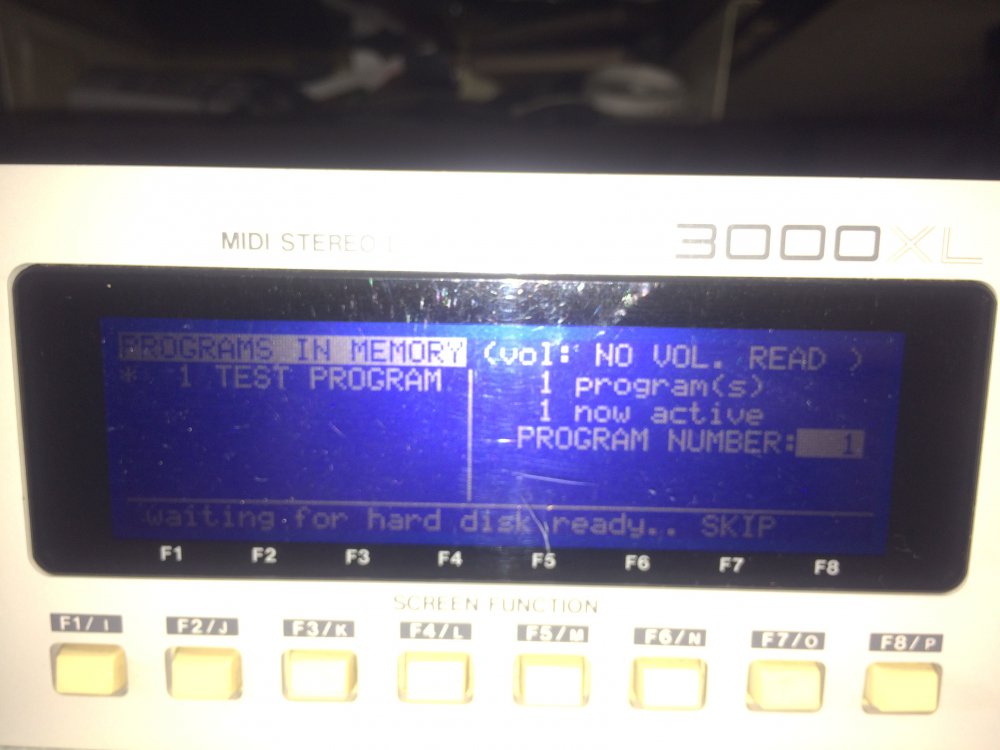 MIDI STEREO
3000XL
PROGRAMS IN MEMORY (vol: NO VOL. READ )
* 1 TEST PROGRAM
1 program(s)
1 now active
PROGRAM NUMBER: 1
waiting for hard disk ready.. SKIP
F1 F2 F3 F4 F5 F6 F7 F8
SCREEN FUNCTION
F1/I F2/J F3/K F4/L F5/M F6/N F7/O F8/P